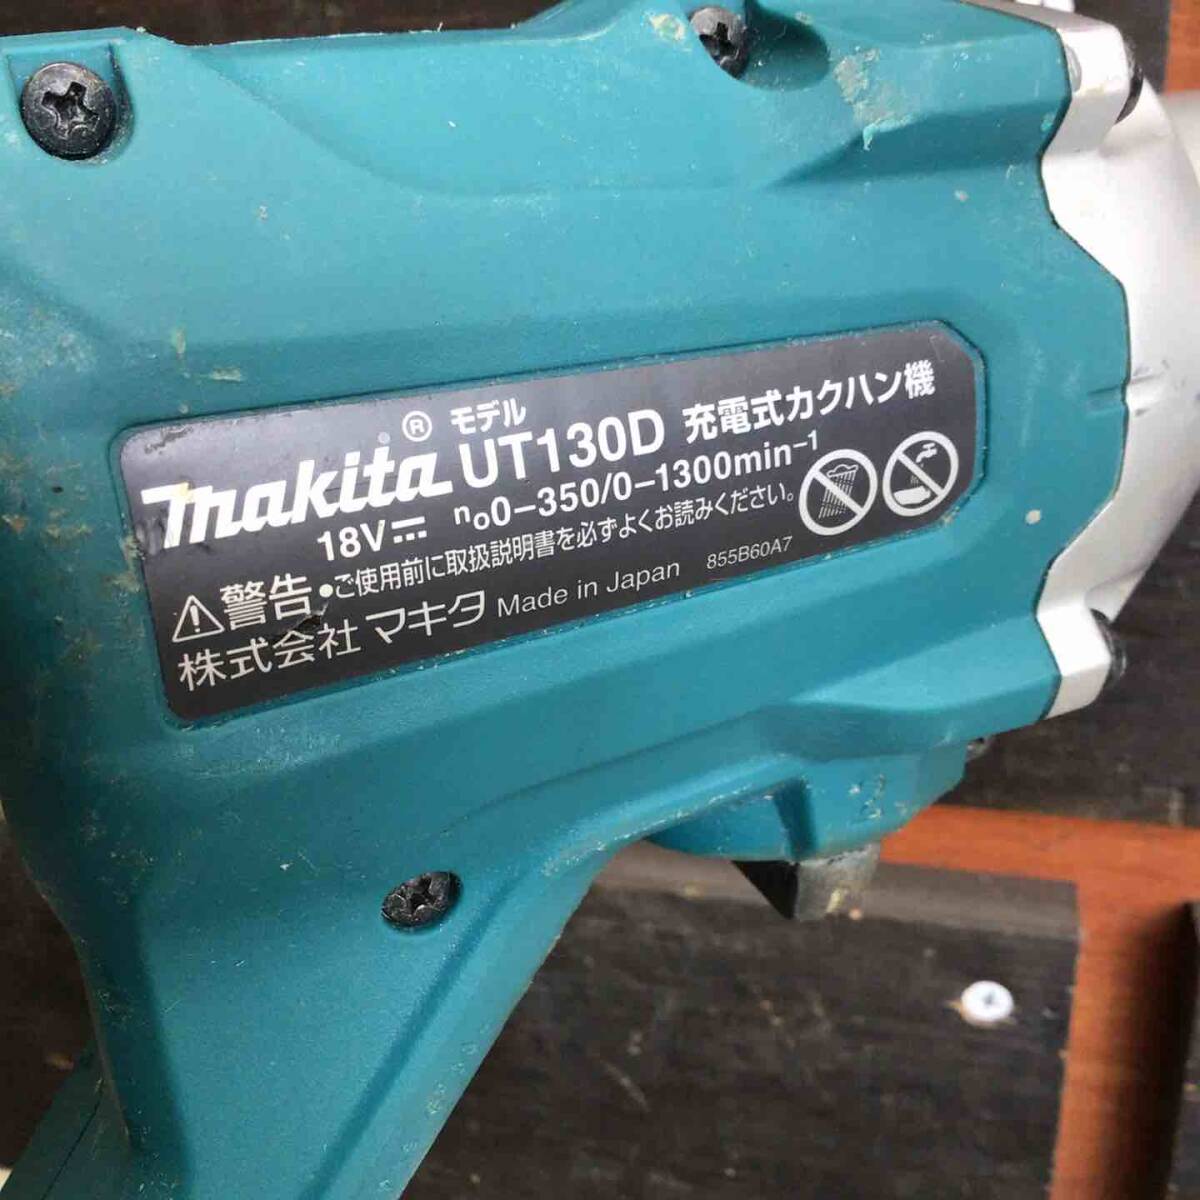 makita® モデル UT130D 充電式カクハン機
18V⎓ n₀0-350/0-1300min⁻¹
⚠警告 •ご使用前に取扱説明書を必ずよくお読みください。
株式会社 マキタ Made in Japan 855B60A7